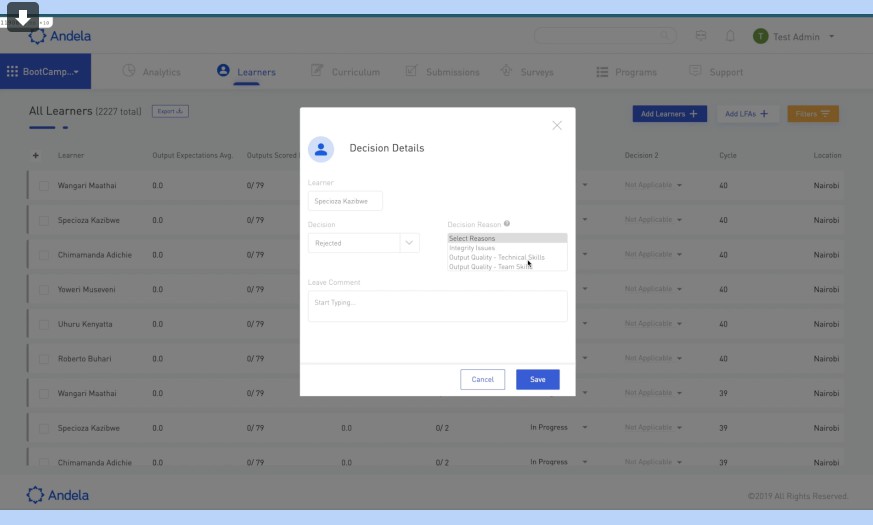 Andela
Test Admin
T
BootCamp...
Analytics
Learners
Curriculum
Submissions
Surveys
Programs
Support
All Learners (2227 total)
Export
Add Learners +
Add LFAs +
Filters
+ Learner Output Expectations Avg. Outputs Scored Decision 2 Cycle Location
Wangari Maathai 0.0 0/ 79 Not Applicable 40 Nairobi
Specioza Kazibwe 0.0 0/ 79 Not Applicable 40 Nairobi
Chimamanda Adichie 0.0 0/ 79 Not Applicable 40 Nairobi
Yoweri Museveni 0.0 0/ 79 Not Applicable 40 Nairobi
Uhuru Kenyatta 0.0 0/ 79 Not Applicable 40 Nairobi
Roberto Buhari 0.0 0/ 79 Not Applicable 40 Nairobi
Wangari Maathai 0.0 0/ 79 Not Applicable 39 Nairobi
Specioza Kazibwe 0.0 0/ 79 0.0 0/ 2 In Progress Not Applicable 39 Nairobi
Chimamanda Adichie 0.0 0/ 79 0.0 0/ 2 In Progress Not Applicable 39 Nairobi
Decision Details
Learner
Specioza Kazibwe
Decision
Rejected
Decision Reason ?
Select Reasons
Integrity Issues
Output Quality - Technical Skills
Output Quality - Team Skills
Leave Comment
Start Typing...
Cancel
Save
Andela
©2019 All Rights Reserved.